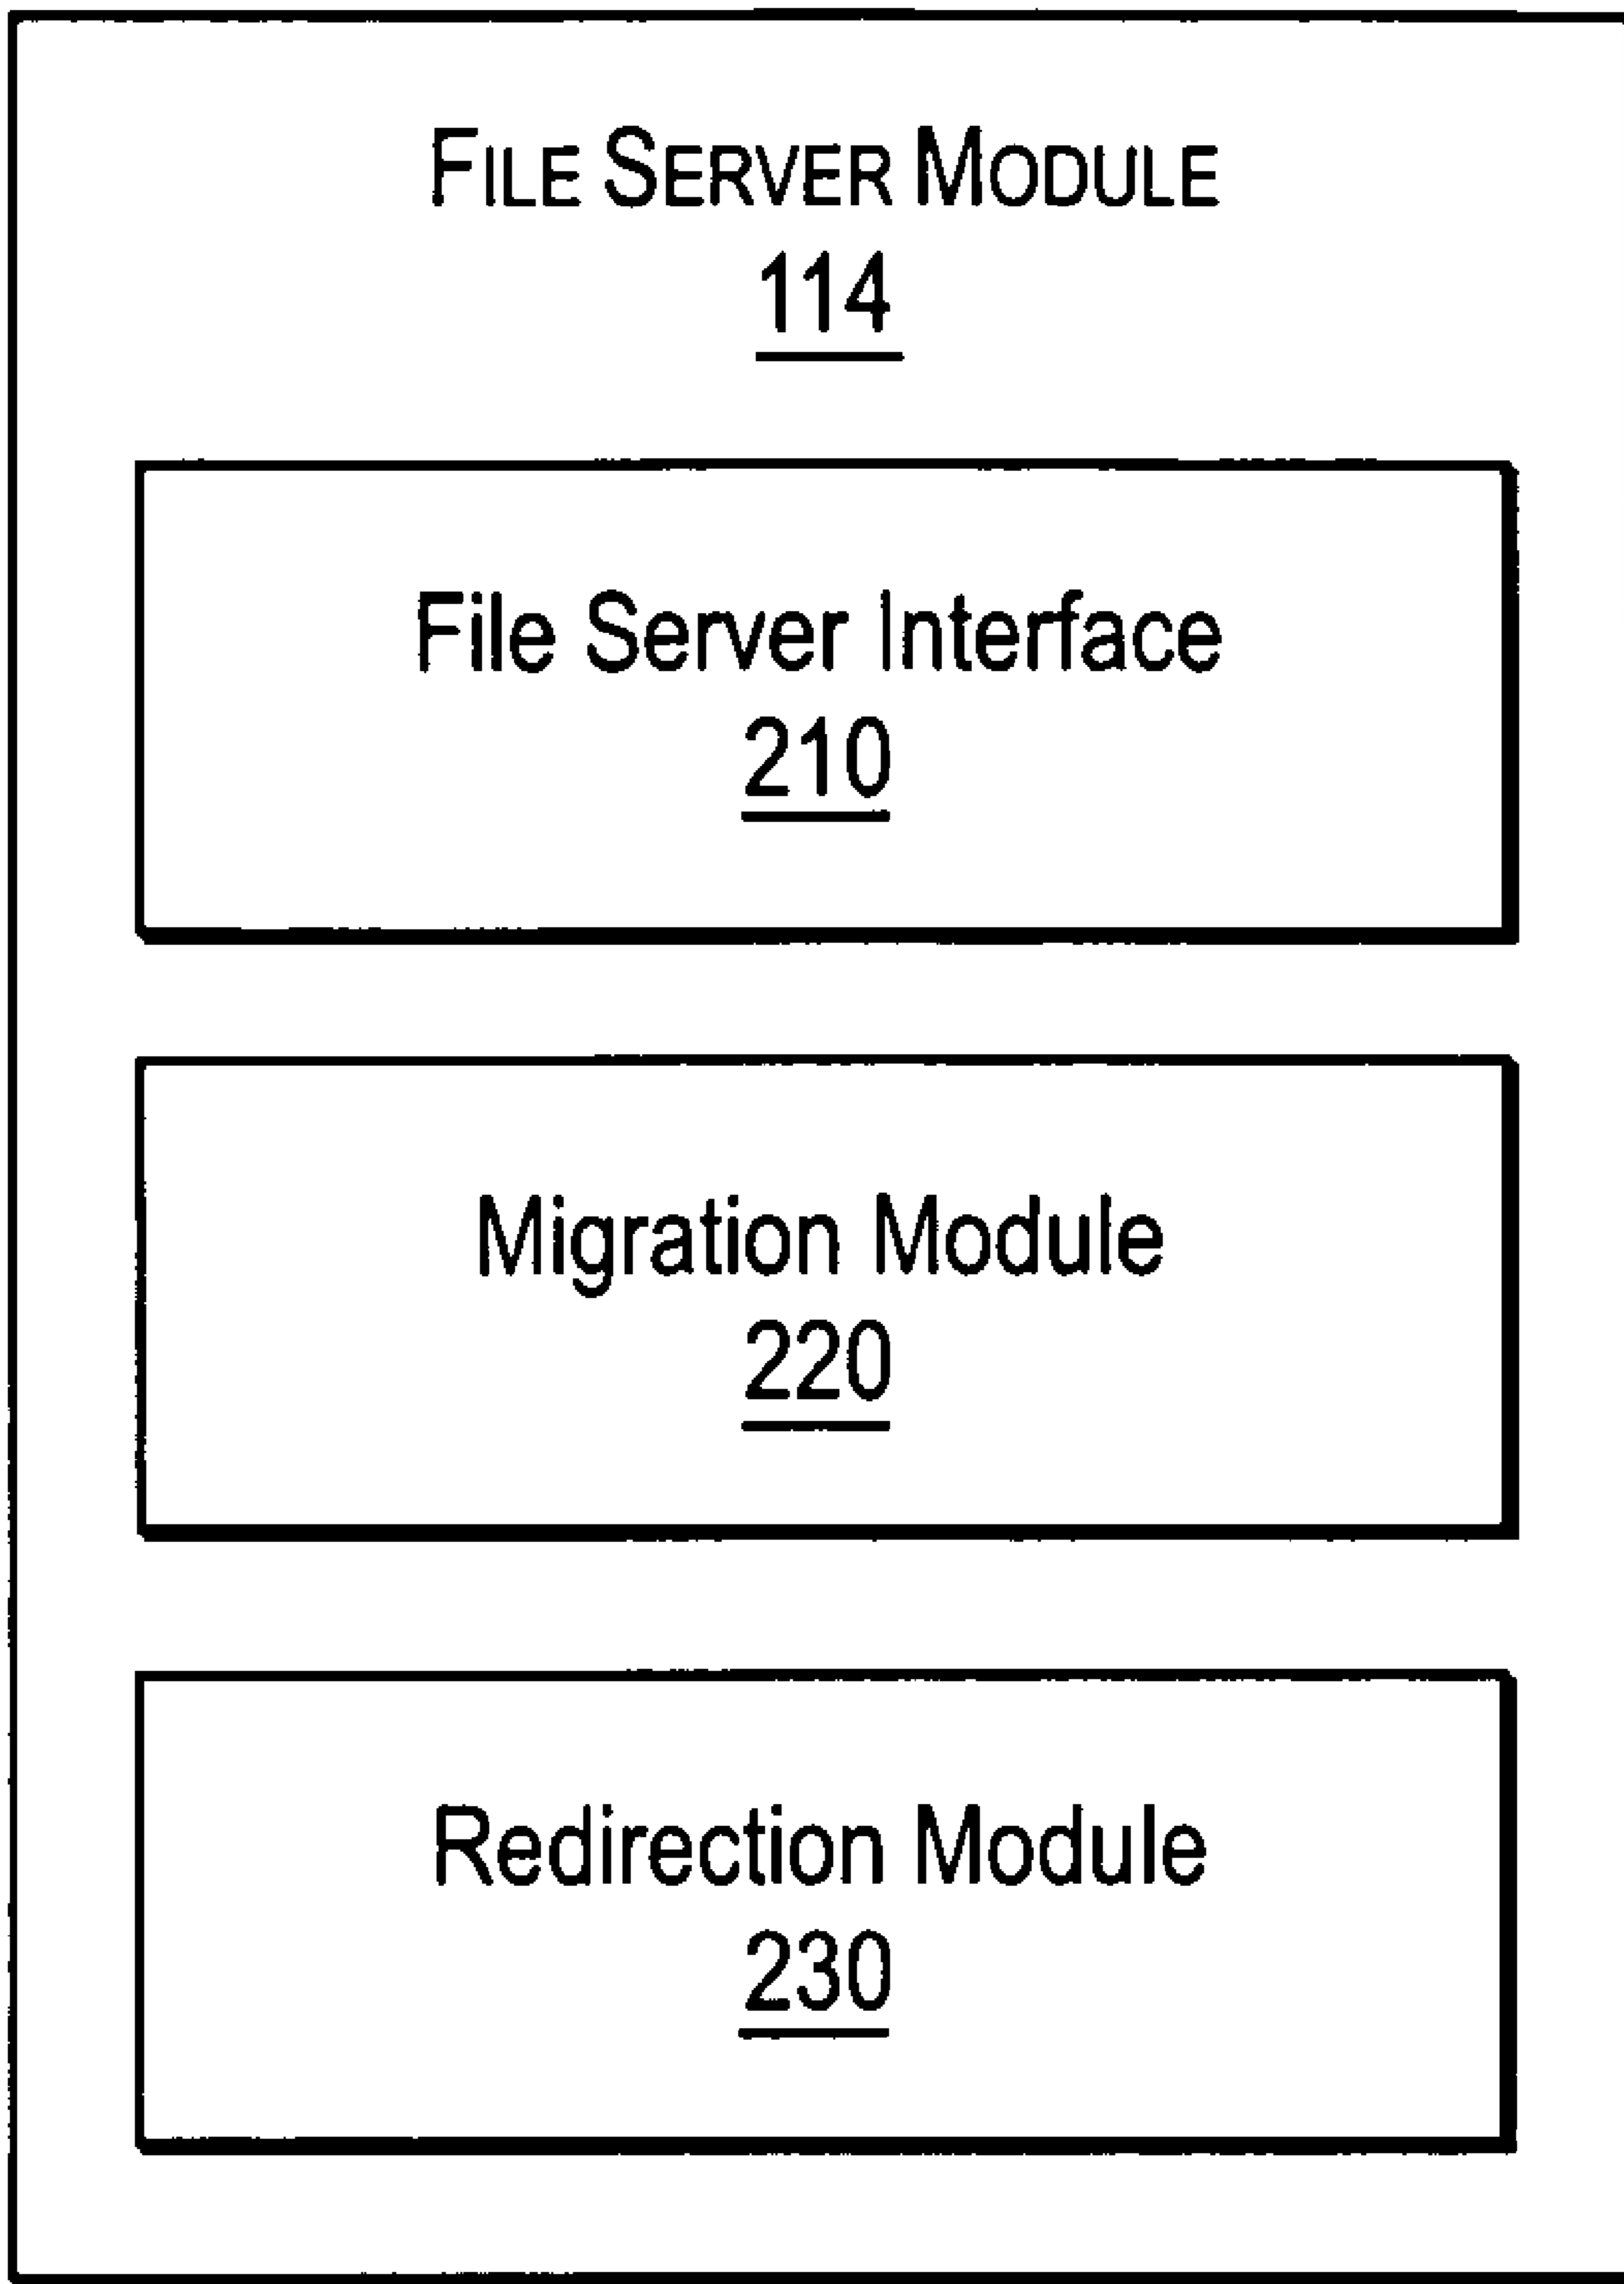 FILE SERVER MODULE
114
File Server Interface
210
Migration Module
220
Redirection Module
230